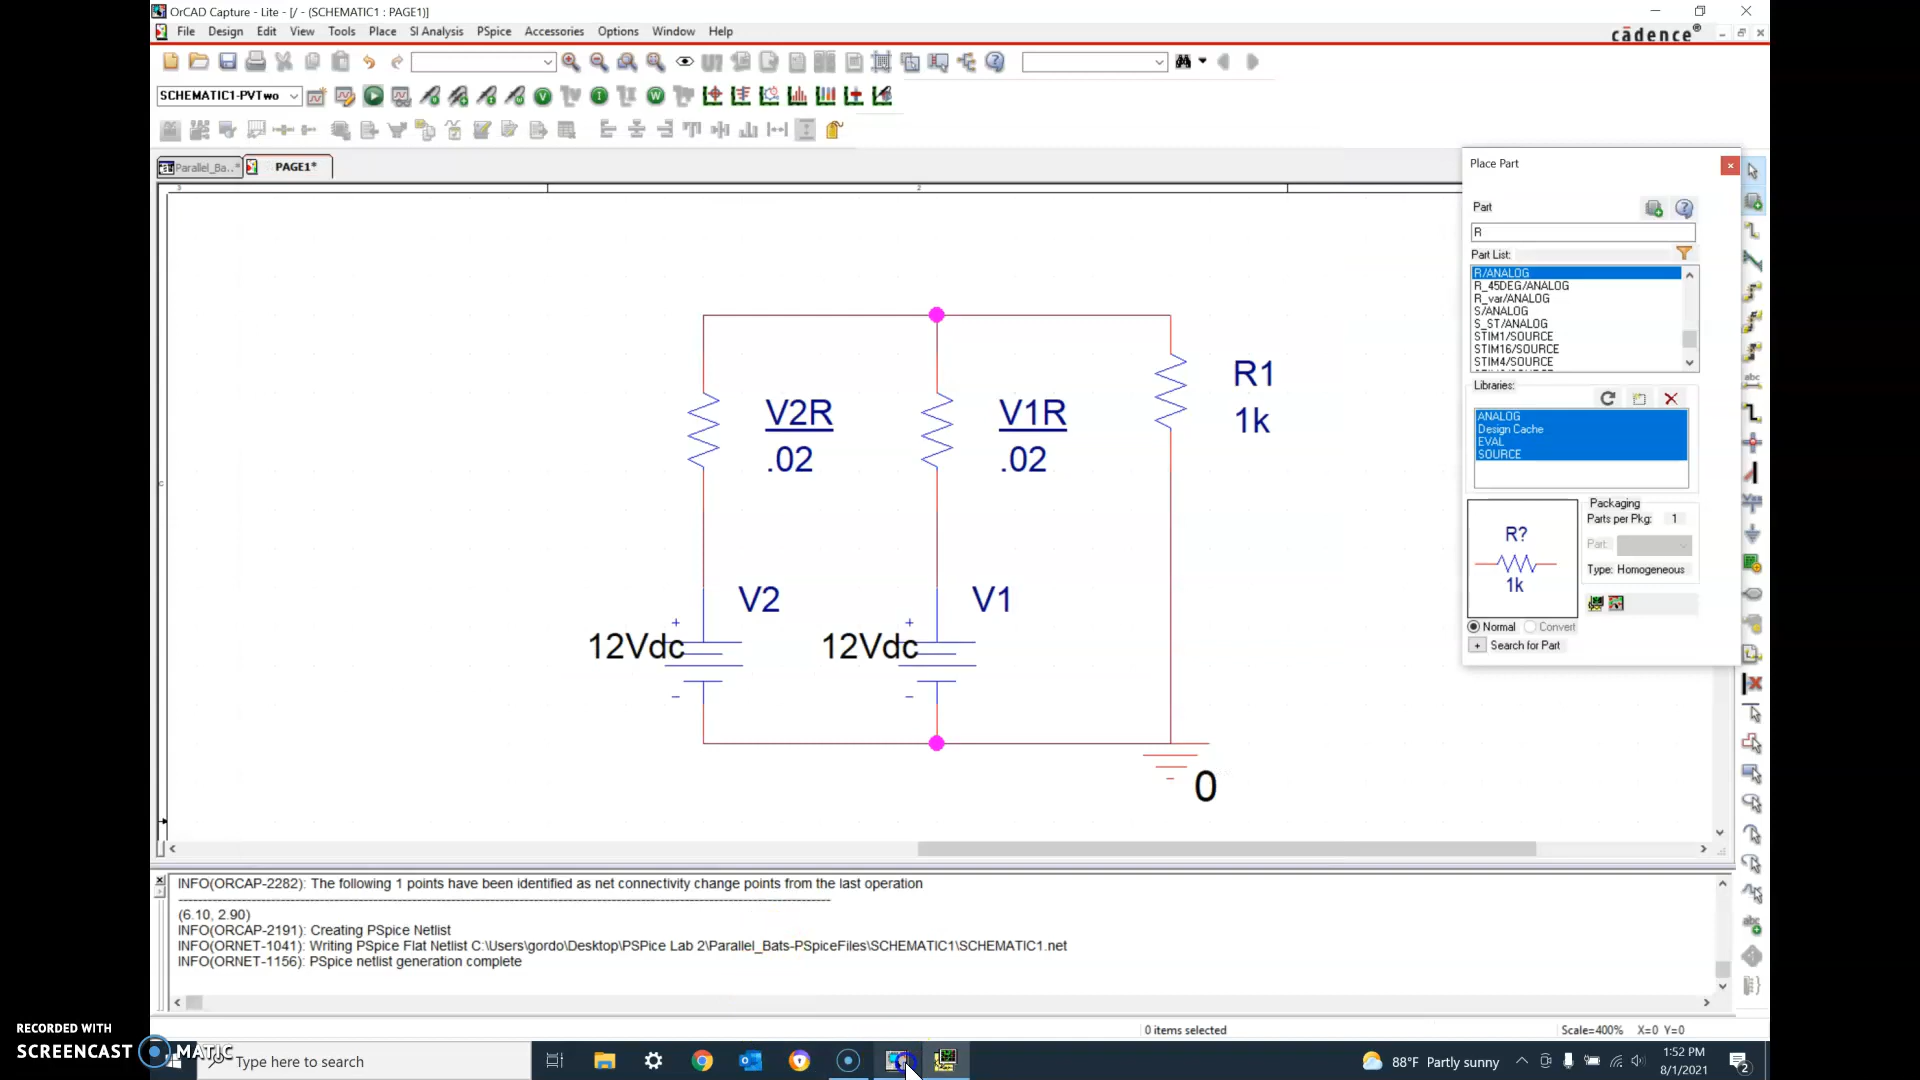 OrCAD Capture - Lite - [/ - (SCHEMATIC1 : PAGE1)]
File Design Edit View Tools Place SI Analysis PSpice Accessories Options Window Help
cādence®
SCHEMATIC1-PVTwo
Parallel_Ba..* PAGE1*
3 2
Place Part
Part
R
Part List:
R/ANALOG
R_45DEG/ANALOG
R_var/ANALOG
S/ANALOG
S_ST/ANALOG
STIM1/SOURCE
STIM16/SOURCE
STIM4/SOURCE
Libraries:
ANALOG
Design Cache
EVAL
SOURCE
Packaging
Parts per Pkg: 1
Part:
Type: Homogeneous
R?
1k
Normal Convert
+ Search for Part
R1
1k
V2R
.02
V1R
.02
V2
12Vdc
+
-
V1
12Vdc
+
-
0
INFO(ORCAP-2282): The following 1 points have been identified as net connectivity change points from the last operation
(6.10, 2.90)
INFO(ORCAP-2191): Creating PSpice Netlist
INFO(ORNET-1041): Writing PSpice Flat Netlist C:\Users\gordo\Desktop\PSPice Lab 2\Parallel_Bats-PSpiceFiles\SCHEMATIC1\SCHEMATIC1.net
INFO(ORNET-1156): PSpice netlist generation complete
0 items selected
Scale=400% X=0 Y=0
RECORDED WITH
SCREENCAST MATIC
Type here to search
88°F Partly sunny
1:52 PM
8/1/2021
2